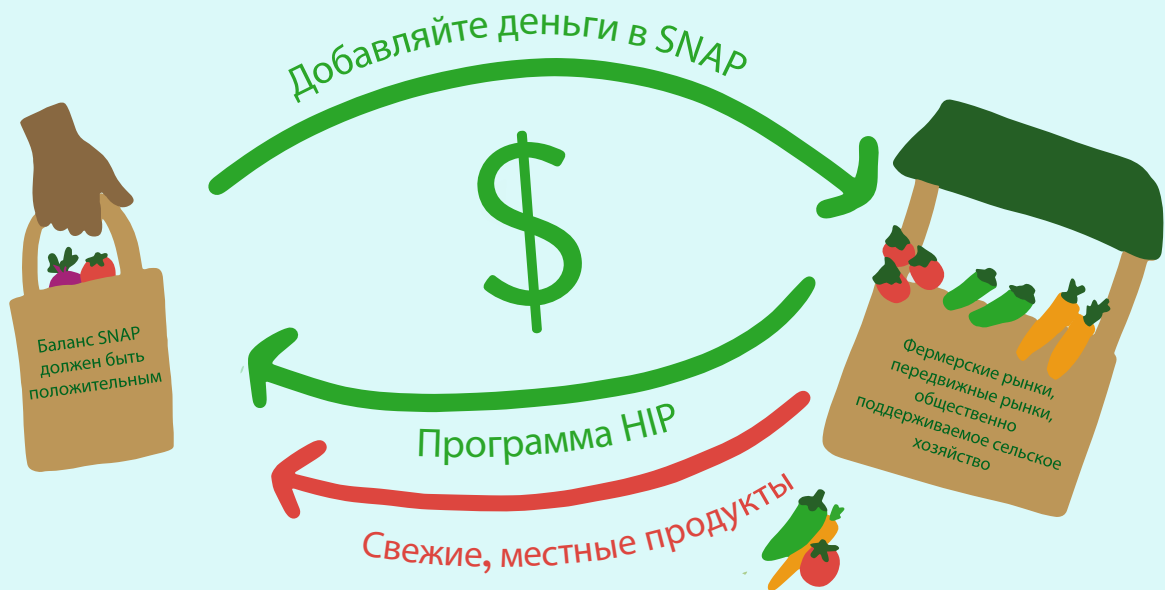 Добавляйте деньги в SNAP
Баланс SNAP
должен быть
положительным
Фермерские рынки,
передвижные рынки,
общественно
поддерживаемое сельское
хозяйство
Программа HIP
Свежие, местные продукты